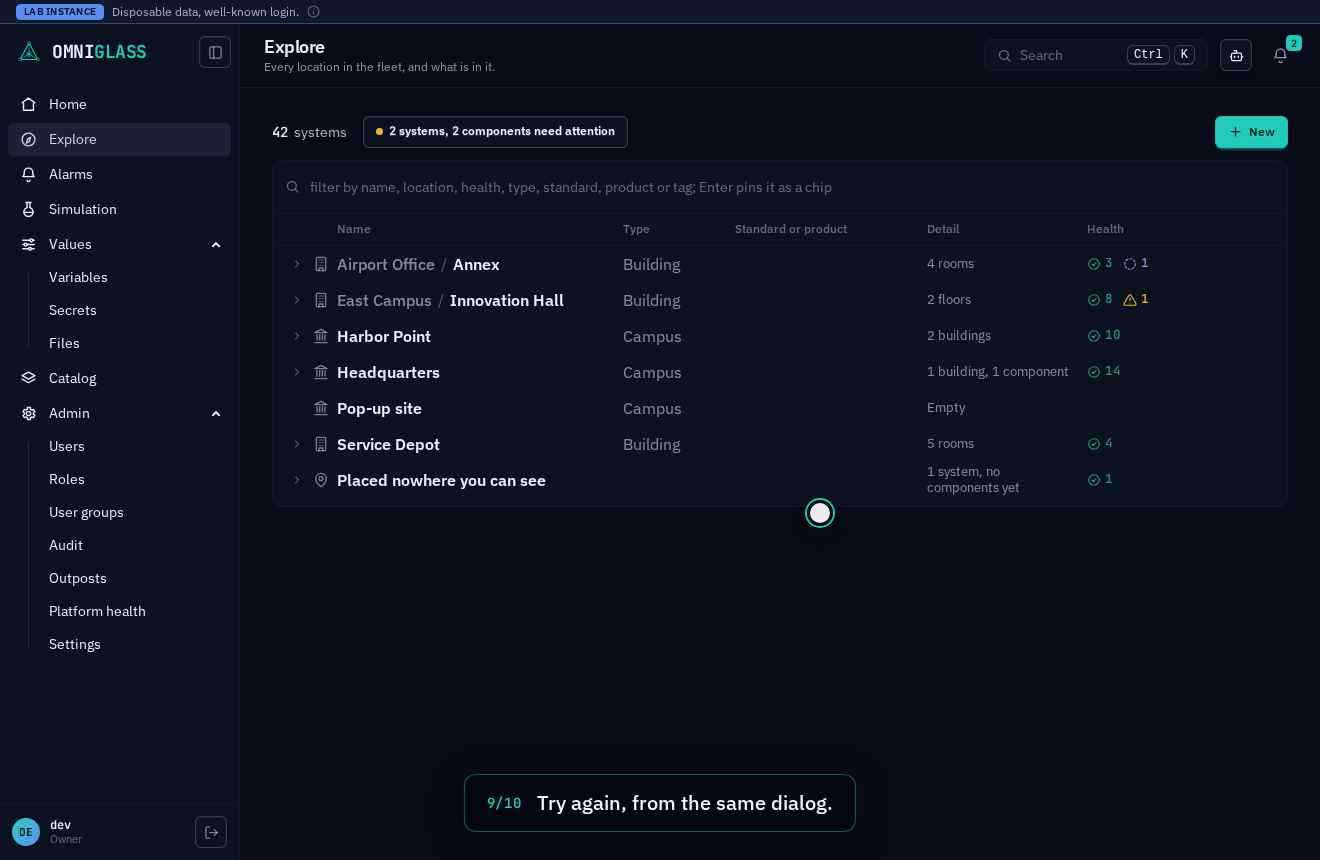 LAB INSTANCE Disposable data, well-known login.
OMNIGLASS
Explore
Every location in the fleet, and what is in it.
Search Ctrl K
2
Home
Explore
Alarms
Simulation
Values
Variables
Secrets
Files
Catalog
Admin
Users
Roles
User groups
Audit
Outposts
Platform health
Settings
DE dev
Owner
42 systems 2 systems, 2 components need attention New
filter by name, location, health, type, standard, product or tag; Enter pins it as a chip
Name Type Standard or product Detail Health
Airport Office / Annex Building 4 rooms 3 1
East Campus / Innovation Hall Building 2 floors 8 1
Harbor Point Campus 2 buildings 10
Headquarters Campus 1 building, 1 component 14
Pop-up site Campus Empty
Service Depot Building 5 rooms 4
Placed nowhere you can see 1 system, no components yet 1
9/10 Try again, from the same dialog.